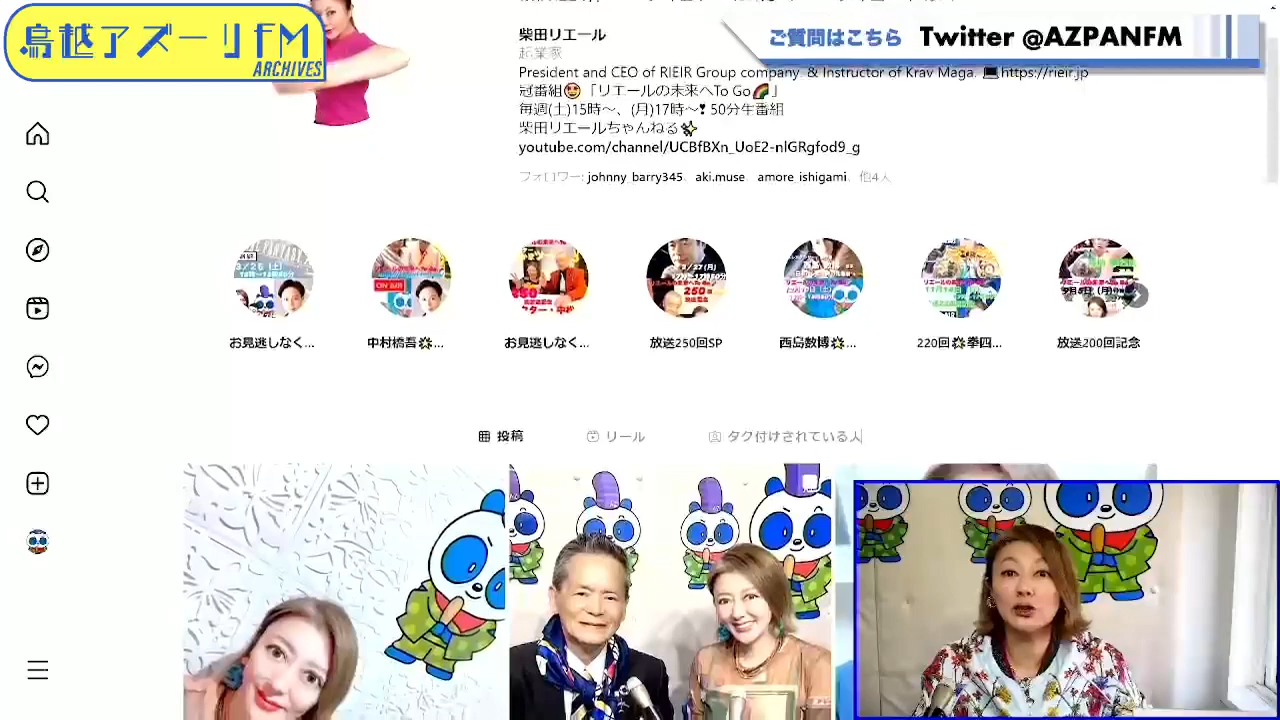 鳥越アズーリFM
ARCHIVES
ご質問はこちら Twitter @AZPANFM
柴田リエール
起業家
President and CEO of RIEIR Group company. & Instructor of Krav Maga. 💻https://rieir.jp
冠番組🤩「リエールの未来へTo Go🌈」
毎週(土)15時〜、(月)17時〜❣ 50分生番組
柴田リエールちゃんねる✨
youtube.com/channel/UCBfBXn_UoE2-nlGRgfod9_g
フォロワー: johnny_barry345、aki.muse、amore_ishigami、他4人
お見逃しなく...
中村橋吾💥...
お見逃しなく...
放送250回SP
西島数博💥...
220回💥拳四...
放送200回記念
投稿
リール
タグ付けされている人